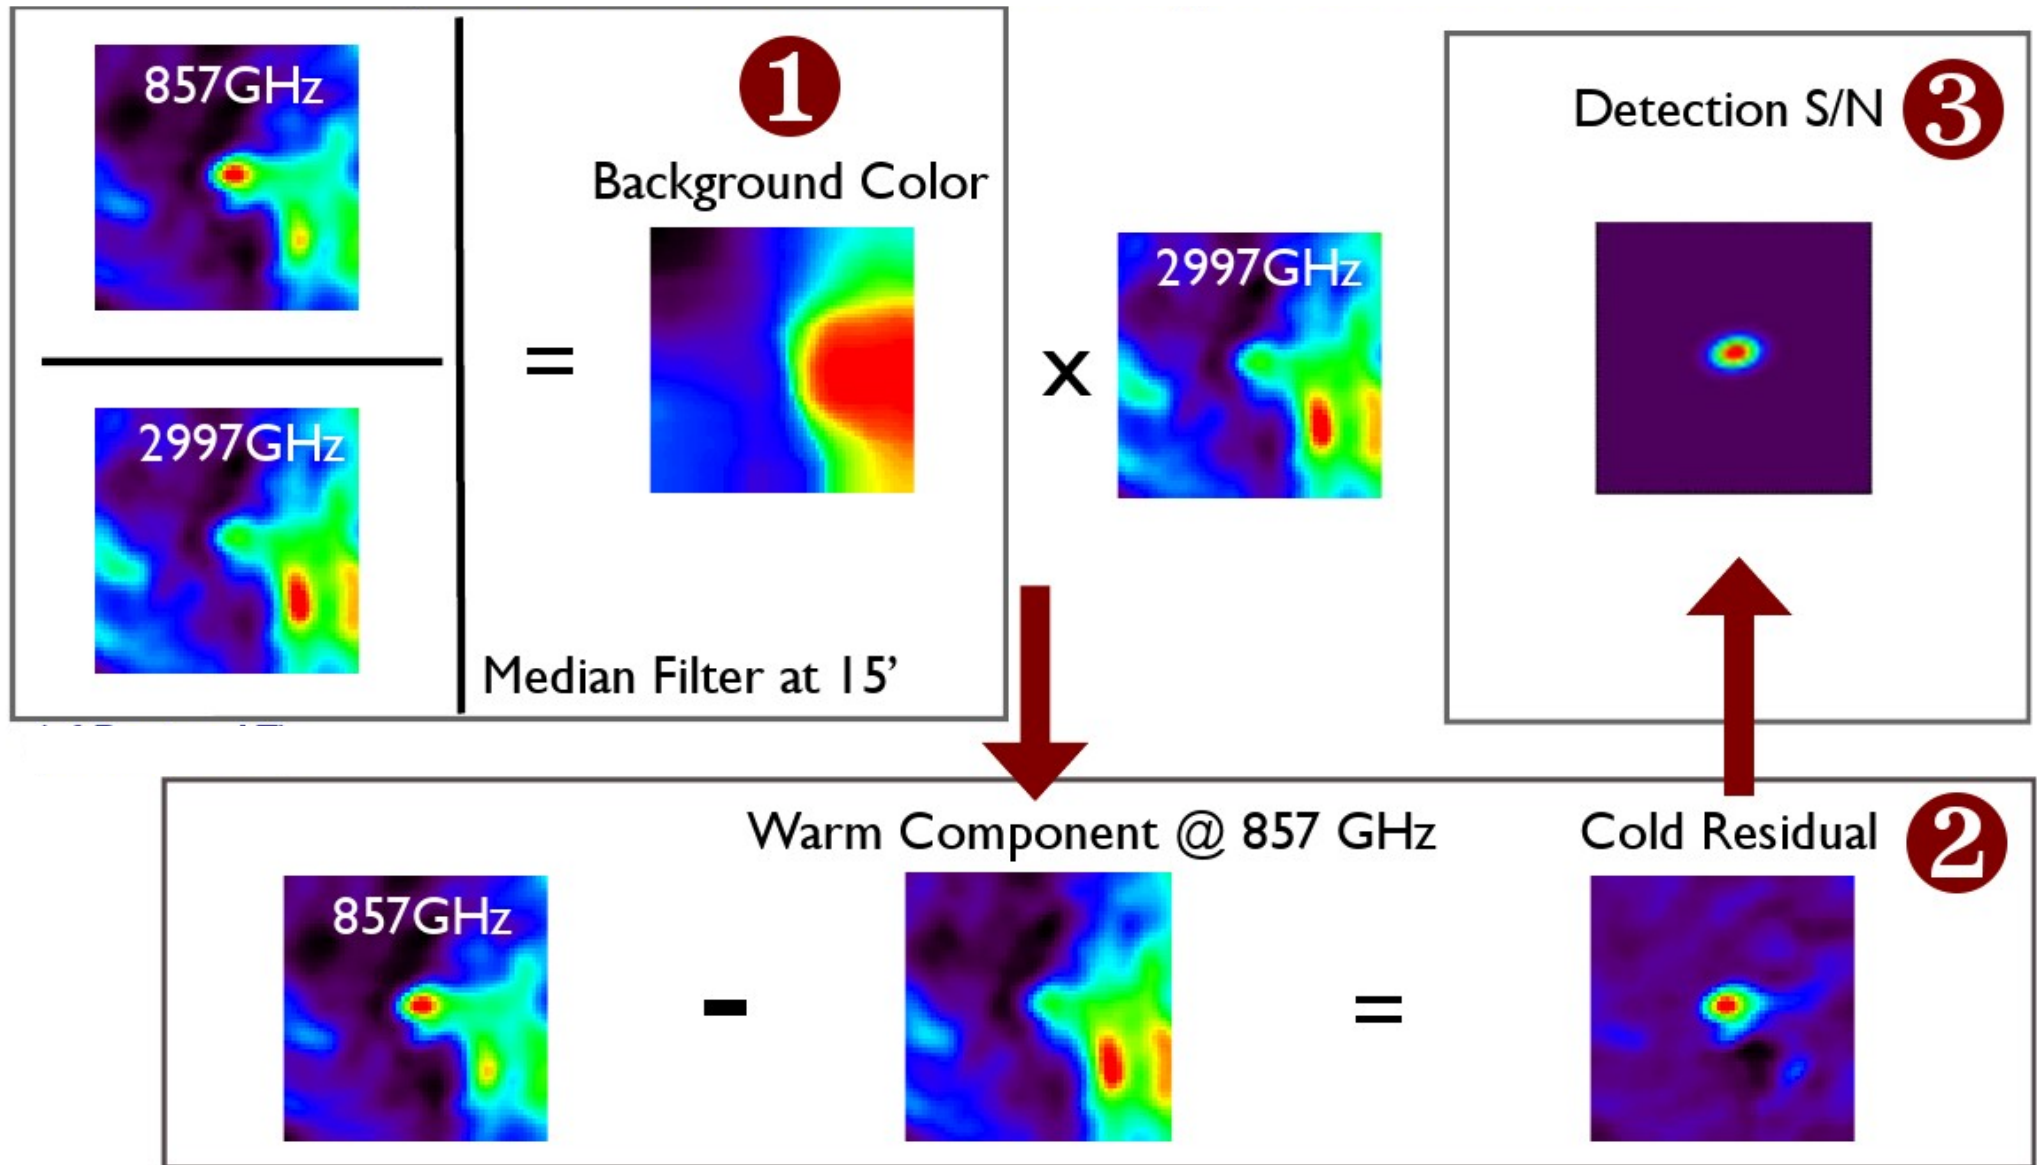 857GHz
2997GHz
1
Background Color
=
Median Filter at 15’
x
2997GHz
Detection S/N
3
2
Warm Component @ 857 GHz
Cold Residual
857GHz
-
=